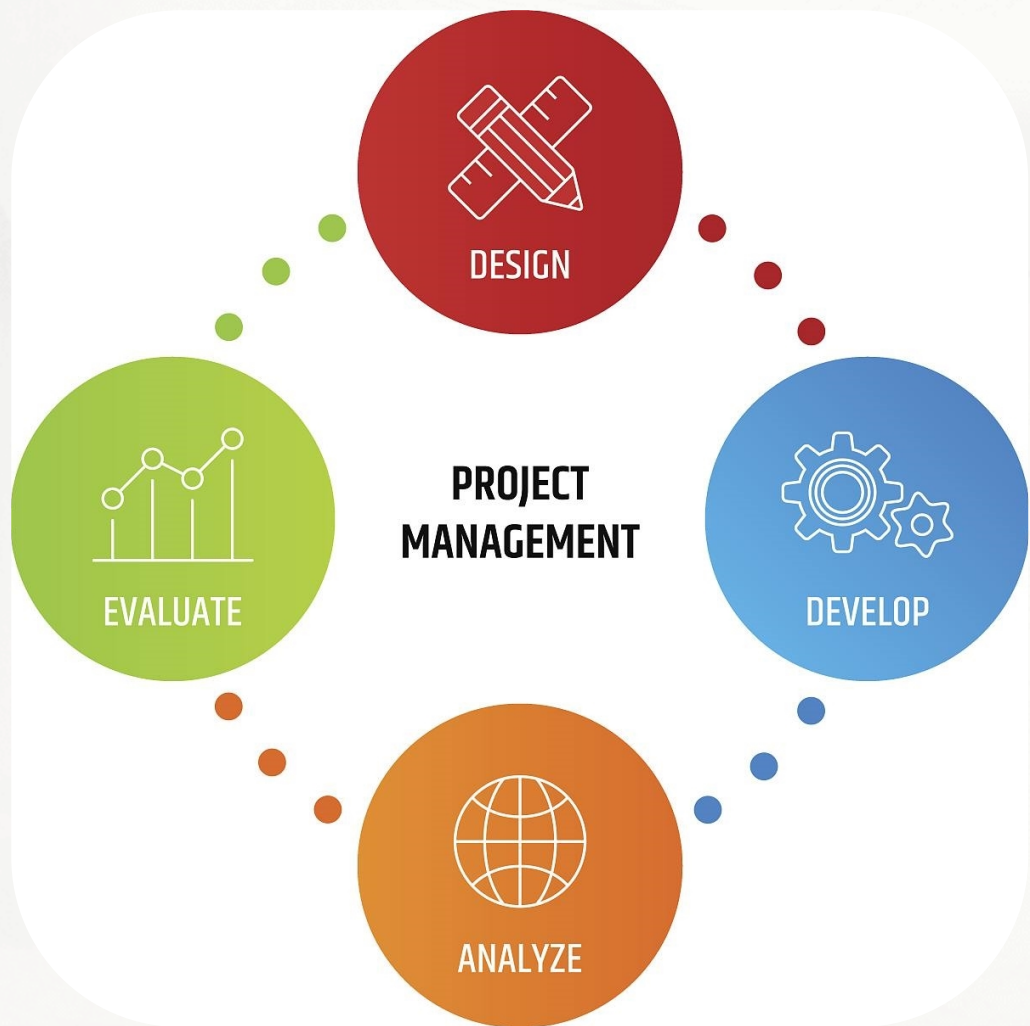 DESIGN
PROJECT
MANAGEMENT
EVALUATE
DEVELOP
ANALYZE